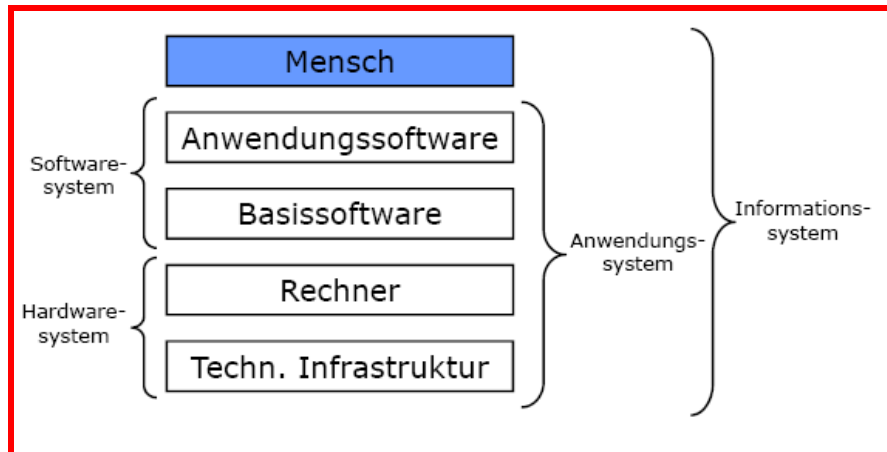 Mensch
Anwendungssoftware
Software-
system
Basissoftware
Informations-
system
Anwendungs-
system
Rechner
Hardware-
system
Techn. Infrastruktur